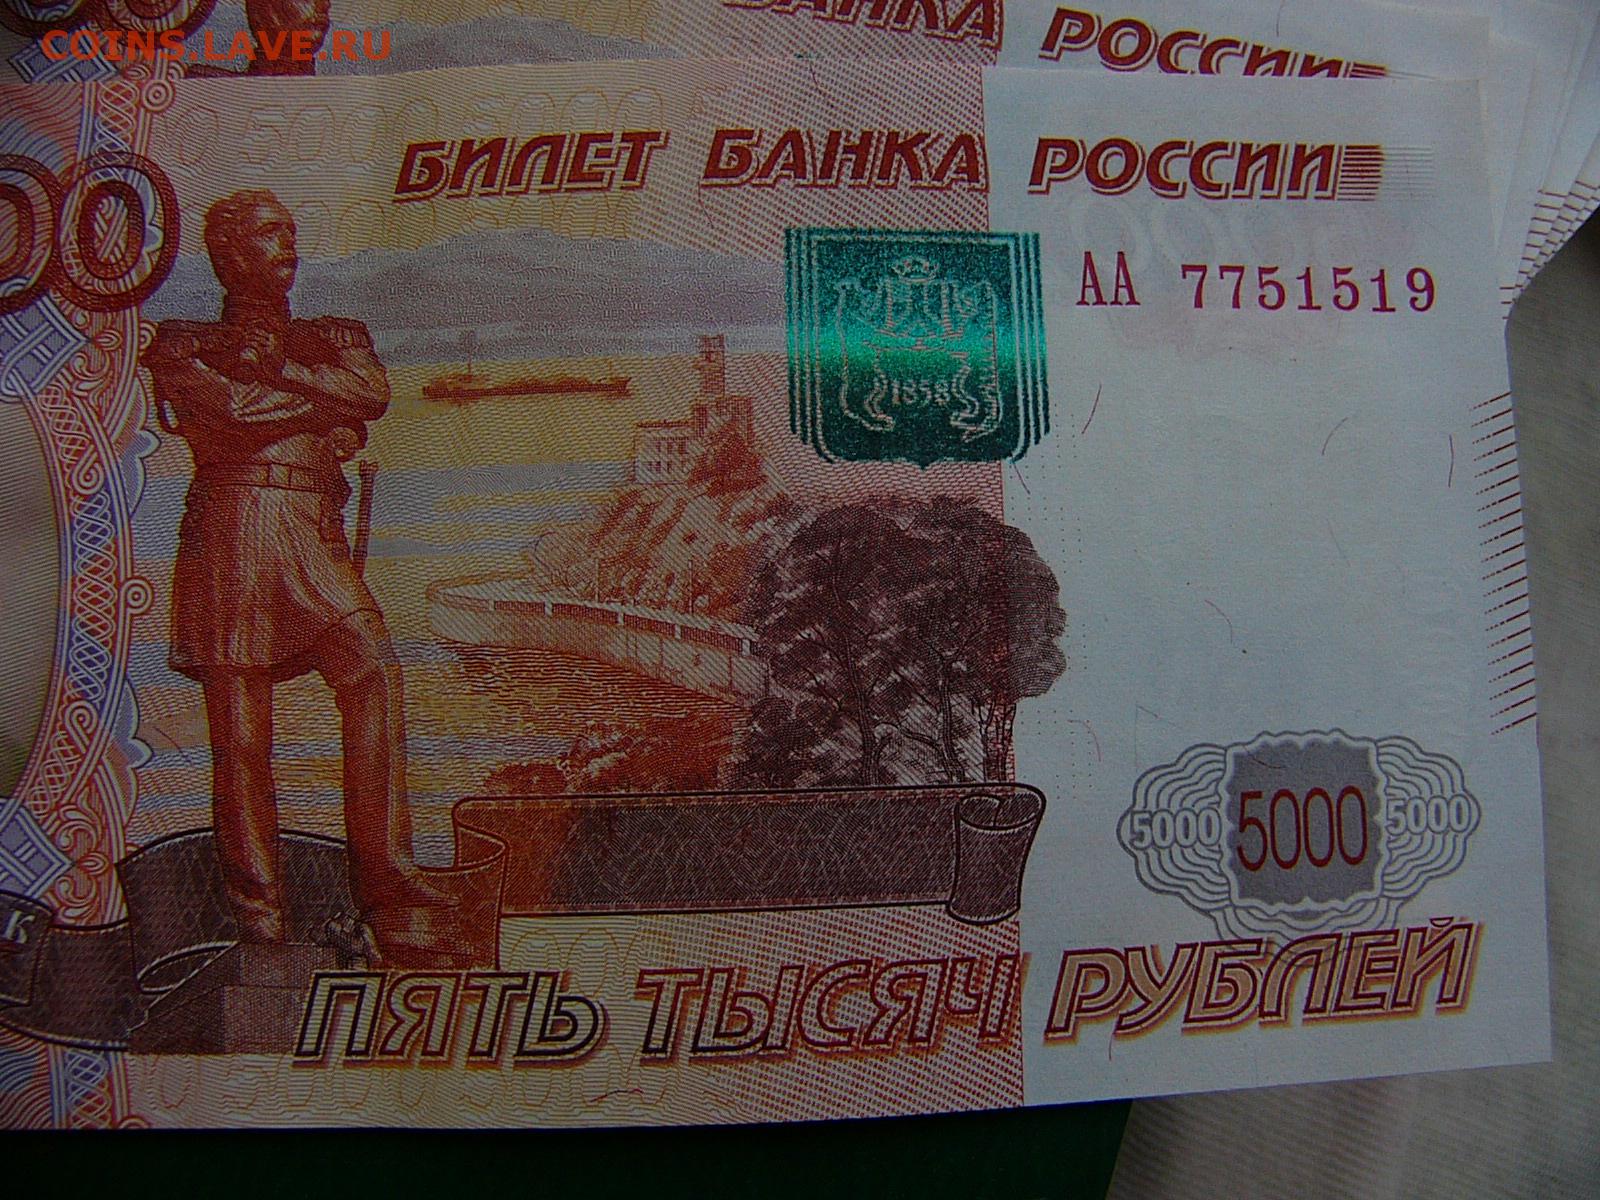 COINS.LAVE.RU
БАНКА РОССИИ
БИЛЕТ БАНКА РОССИИ
АА 7751519
1858
5000 5000 5000
ПЯТЬ ТЫСЯЧ РУБЛЕЙ